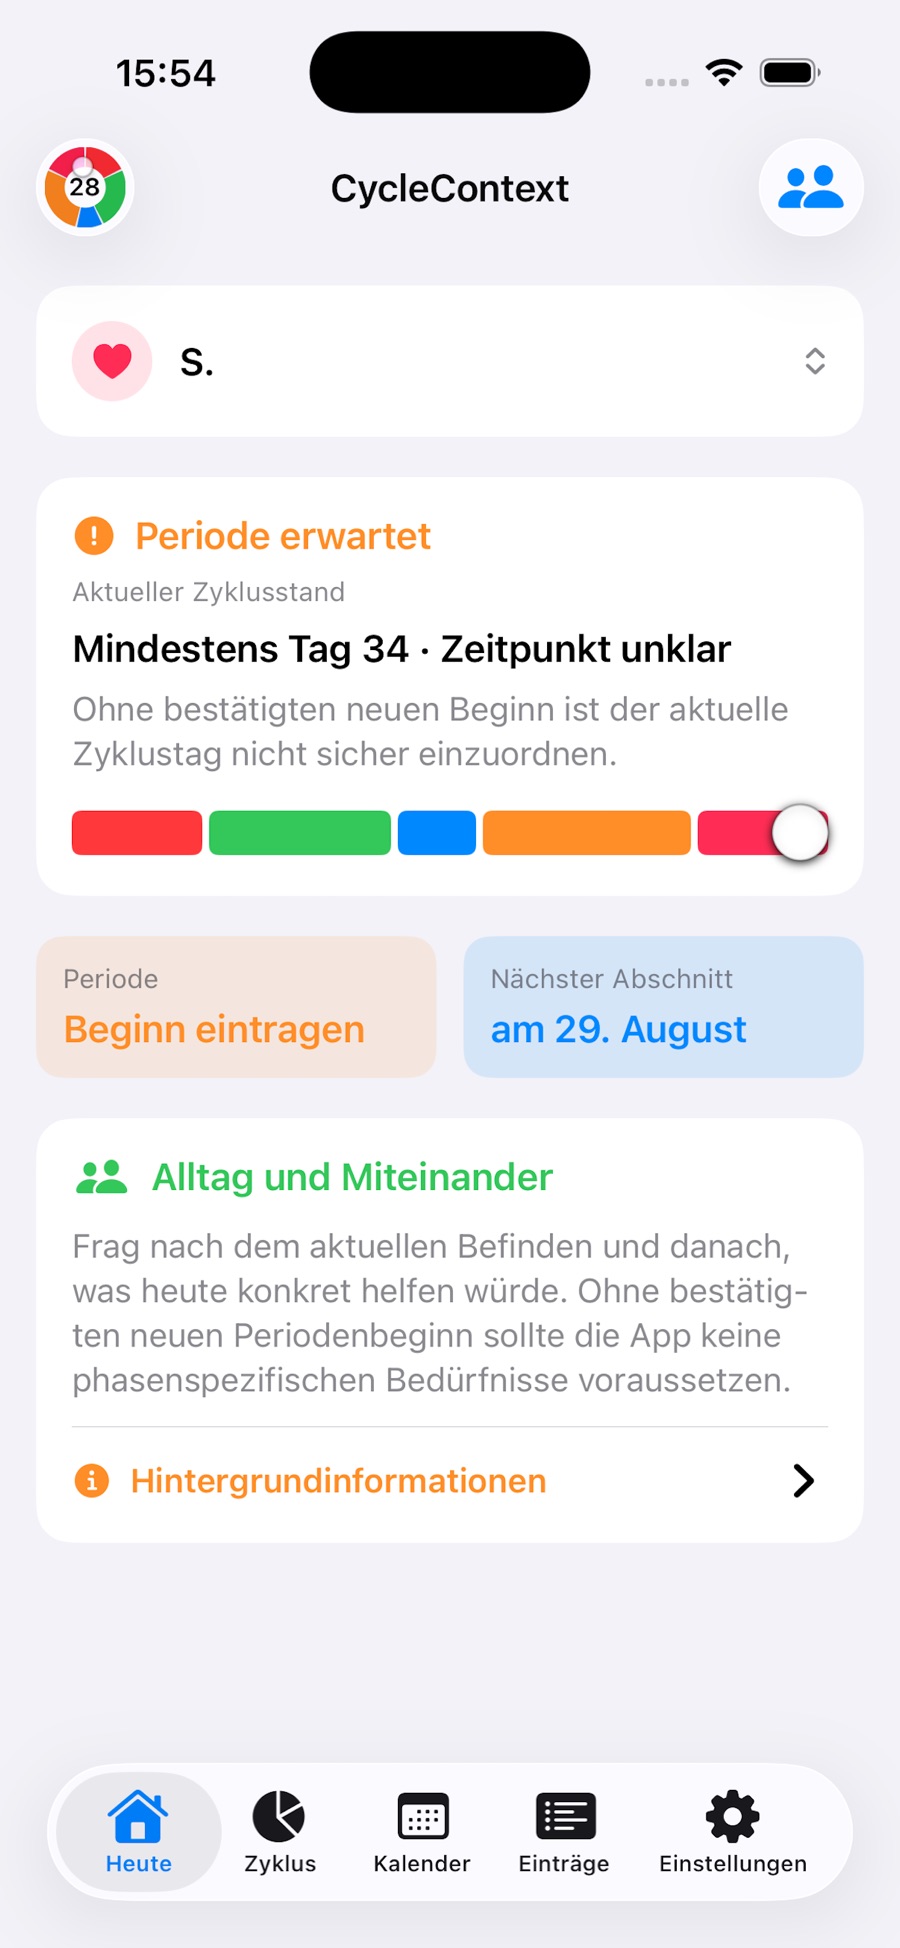 15:54
28
CycleContext
S.
Periode erwartet
Aktueller Zyklusstand
Mindestens Tag 34 · Zeitpunkt unklar
Ohne bestätigten neuen Beginn ist der aktuelle
Zyklustag nicht sicher einzuordnen.
Periode
Beginn eintragen
Nächster Abschnitt
am 29. August
Alltag und Miteinander
Frag nach dem aktuellen Befinden und danach,
was heute konkret helfen würde. Ohne bestätig-
ten neuen Periodenbeginn sollte die App keine
phasenspezifischen Bedürfnisse voraussetzen.
Hintergrundinformationen
Heute
Zyklus
Kalender
Einträge
Einstellungen